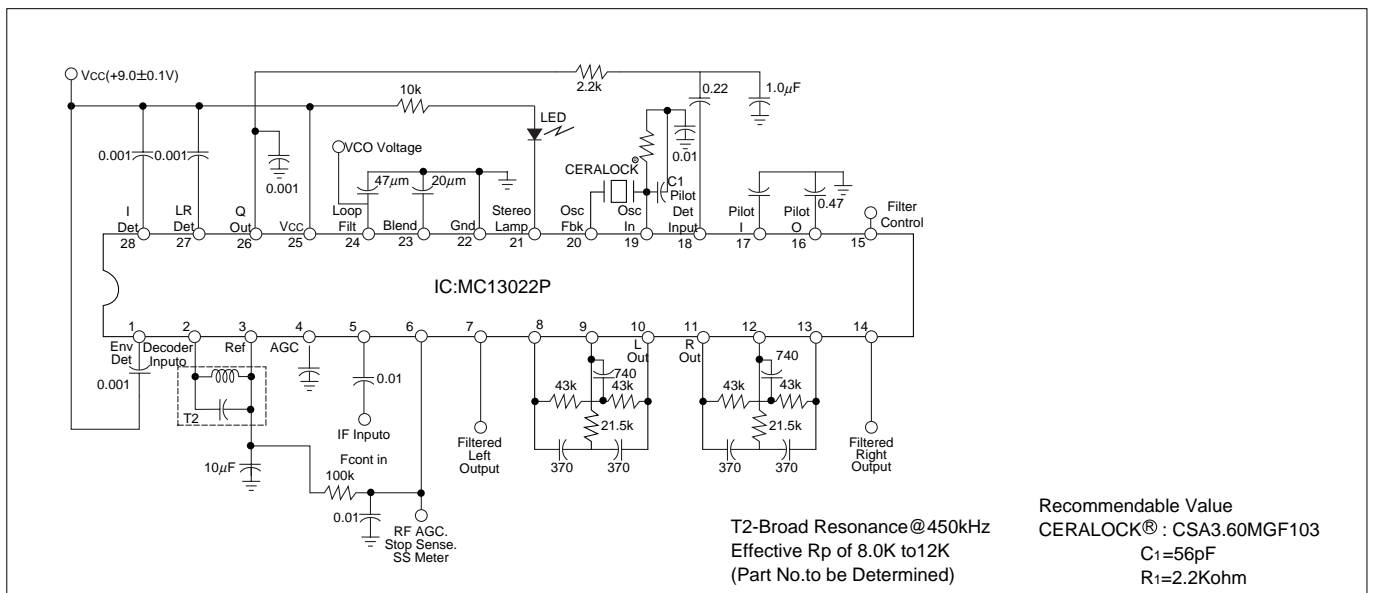 VCC(+9.0±0.1V)
10k
2.2k
0.22
1.0μF
LED
VCO Voltage
0.001
0.001
0.001
47μm
20μm
CERALOCK®
0.01
C1
0.47
I
Det
28
LR
Det
27
Q
Out
26
VCC
25
Loop
Filt
24
Blend
23
Gnd
22
Stereo
Lamp
21
Osc
Fbk
20
Osc
In
19
Pilot
Det
Input
18
Pilot
I
17
Pilot
O
16
15
Filter
Control
IC:MC13022P
1
Env
Det
2
Decoder
Inputo
3
Ref
4
AGC
5
6
7
8
9
10
L
Out
11
R
Out
12
13
14
0.001
T2
10μF
0.01
IF Inputo
Fcont in
100k
0.01
RF AGC.
Stop Sense.
SS Meter
Filtered
Left
Output
740
43k
43k
21.5k
370
370
740
43k
43k
21.5k
370
370
Filtered
Right
Output
T2-Broad Resonance@450kHz
Effective Rp of 8.0K to12K
(Part No.to be Determined)
Recommendable Value
CERALOCK® : CSA3.60MGF103
C1=56pF
R1=2.2Kohm